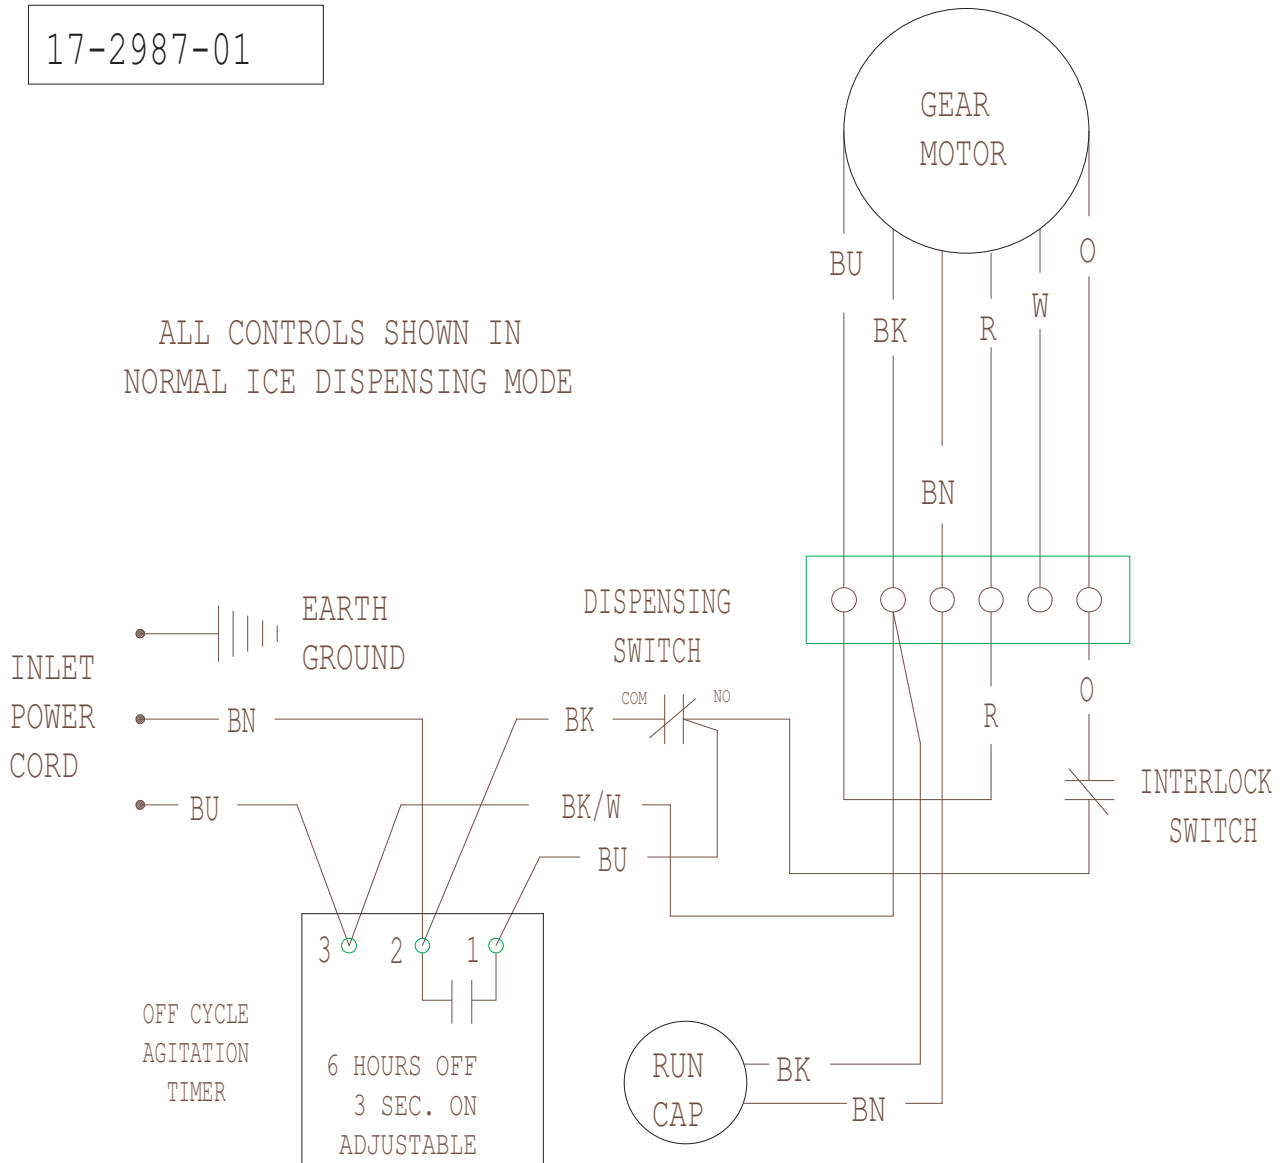 17-2987-01
GEAR
MOTOR
BU
O
W
BK
R
ALL CONTROLS SHOWN IN
NORMAL ICE DISPENSING MODE
BN
EARTH
GROUND
DISPENSING
SWITCH
INLET
POWER
CORD
COM
NO
O
BN
BK
R
INTERLOCK
SWITCH
BU
BK/W
BU
3
2
1
OFF CYCLE
AGITATION
TIMER
6 HOURS OFF
3 SEC. ON
ADJUSTABLE
RUN
CAP
BK
BN